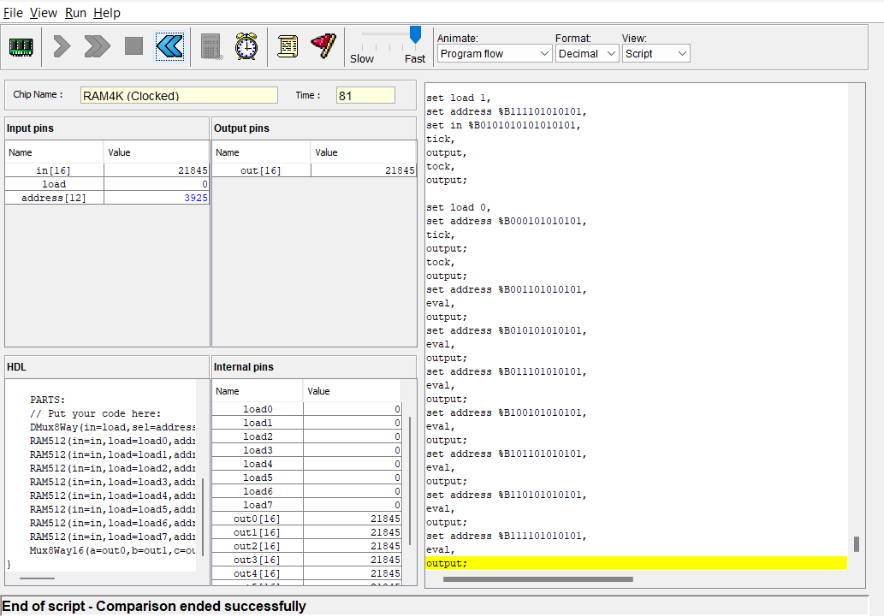 File View Run Help
Slow Fast
Animate: Format: View:
Program flow Decimal Script
Chip Name : RAM4K (Clocked) Time : 81
Input pins
Name Value
in[16] 21845
load 0
address[12] 3925
Output pins
Name Value
out[16] 21845
HDL
PARTS:
// Put your code here:
DMux8Way(in=load,sel=address
RAM512(in=in,load=load0,addr
RAM512(in=in,load=load1,addr
RAM512(in=in,load=load2,addr
RAM512(in=in,load=load3,addr
RAM512(in=in,load=load4,addr
RAM512(in=in,load=load5,addr
RAM512(in=in,load=load6,addr
RAM512(in=in,load=load7,addr
Mux8Way16(a=out0,b=out1,c=ou
}
Internal pins
Name Value
load0 0
load1 0
load2 0
load3 0
load4 0
load5 0
load6 0
load7 0
out0[16] 21845
out1[16] 21845
out2[16] 21845
out3[16] 21845
out4[16] 21845
set load 1,
set address %B111101010101,
set in %B0101010101010101,
tick,
output,
tock,
output;
set load 0,
set address %B000101010101,
tick,
output;
tock,
output;
set address %B001101010101,
eval,
output;
set address %B010101010101,
eval,
output;
set address %B011101010101,
eval,
output;
set address %B100101010101,
eval,
output;
set address %B101101010101,
eval,
output;
set address %B110101010101,
eval,
output;
set address %B111101010101,
eval,
output;
End of script - Comparison ended successfully